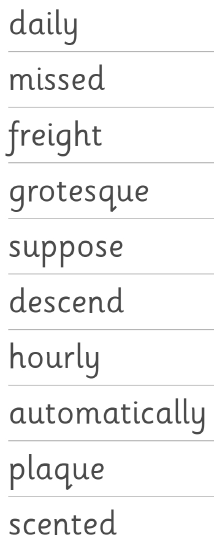 daily
missed
freight
grotesque
suppose
descend
hourly
automatically
plaque
scented